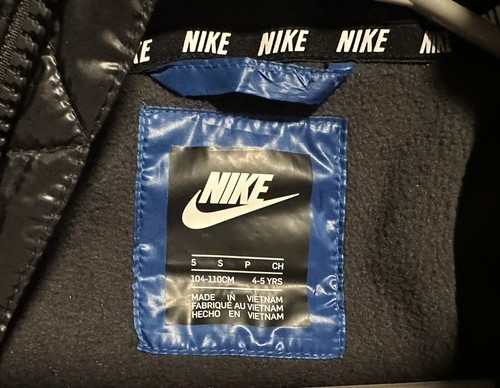 NIKE NIKE NIKE
NIKE
5 S P CH
104-110CM 4-5 YRS
MADE IN VIETNAM
FABRIQUÉ AU VIETNAM
HECHO EN VIETNAM